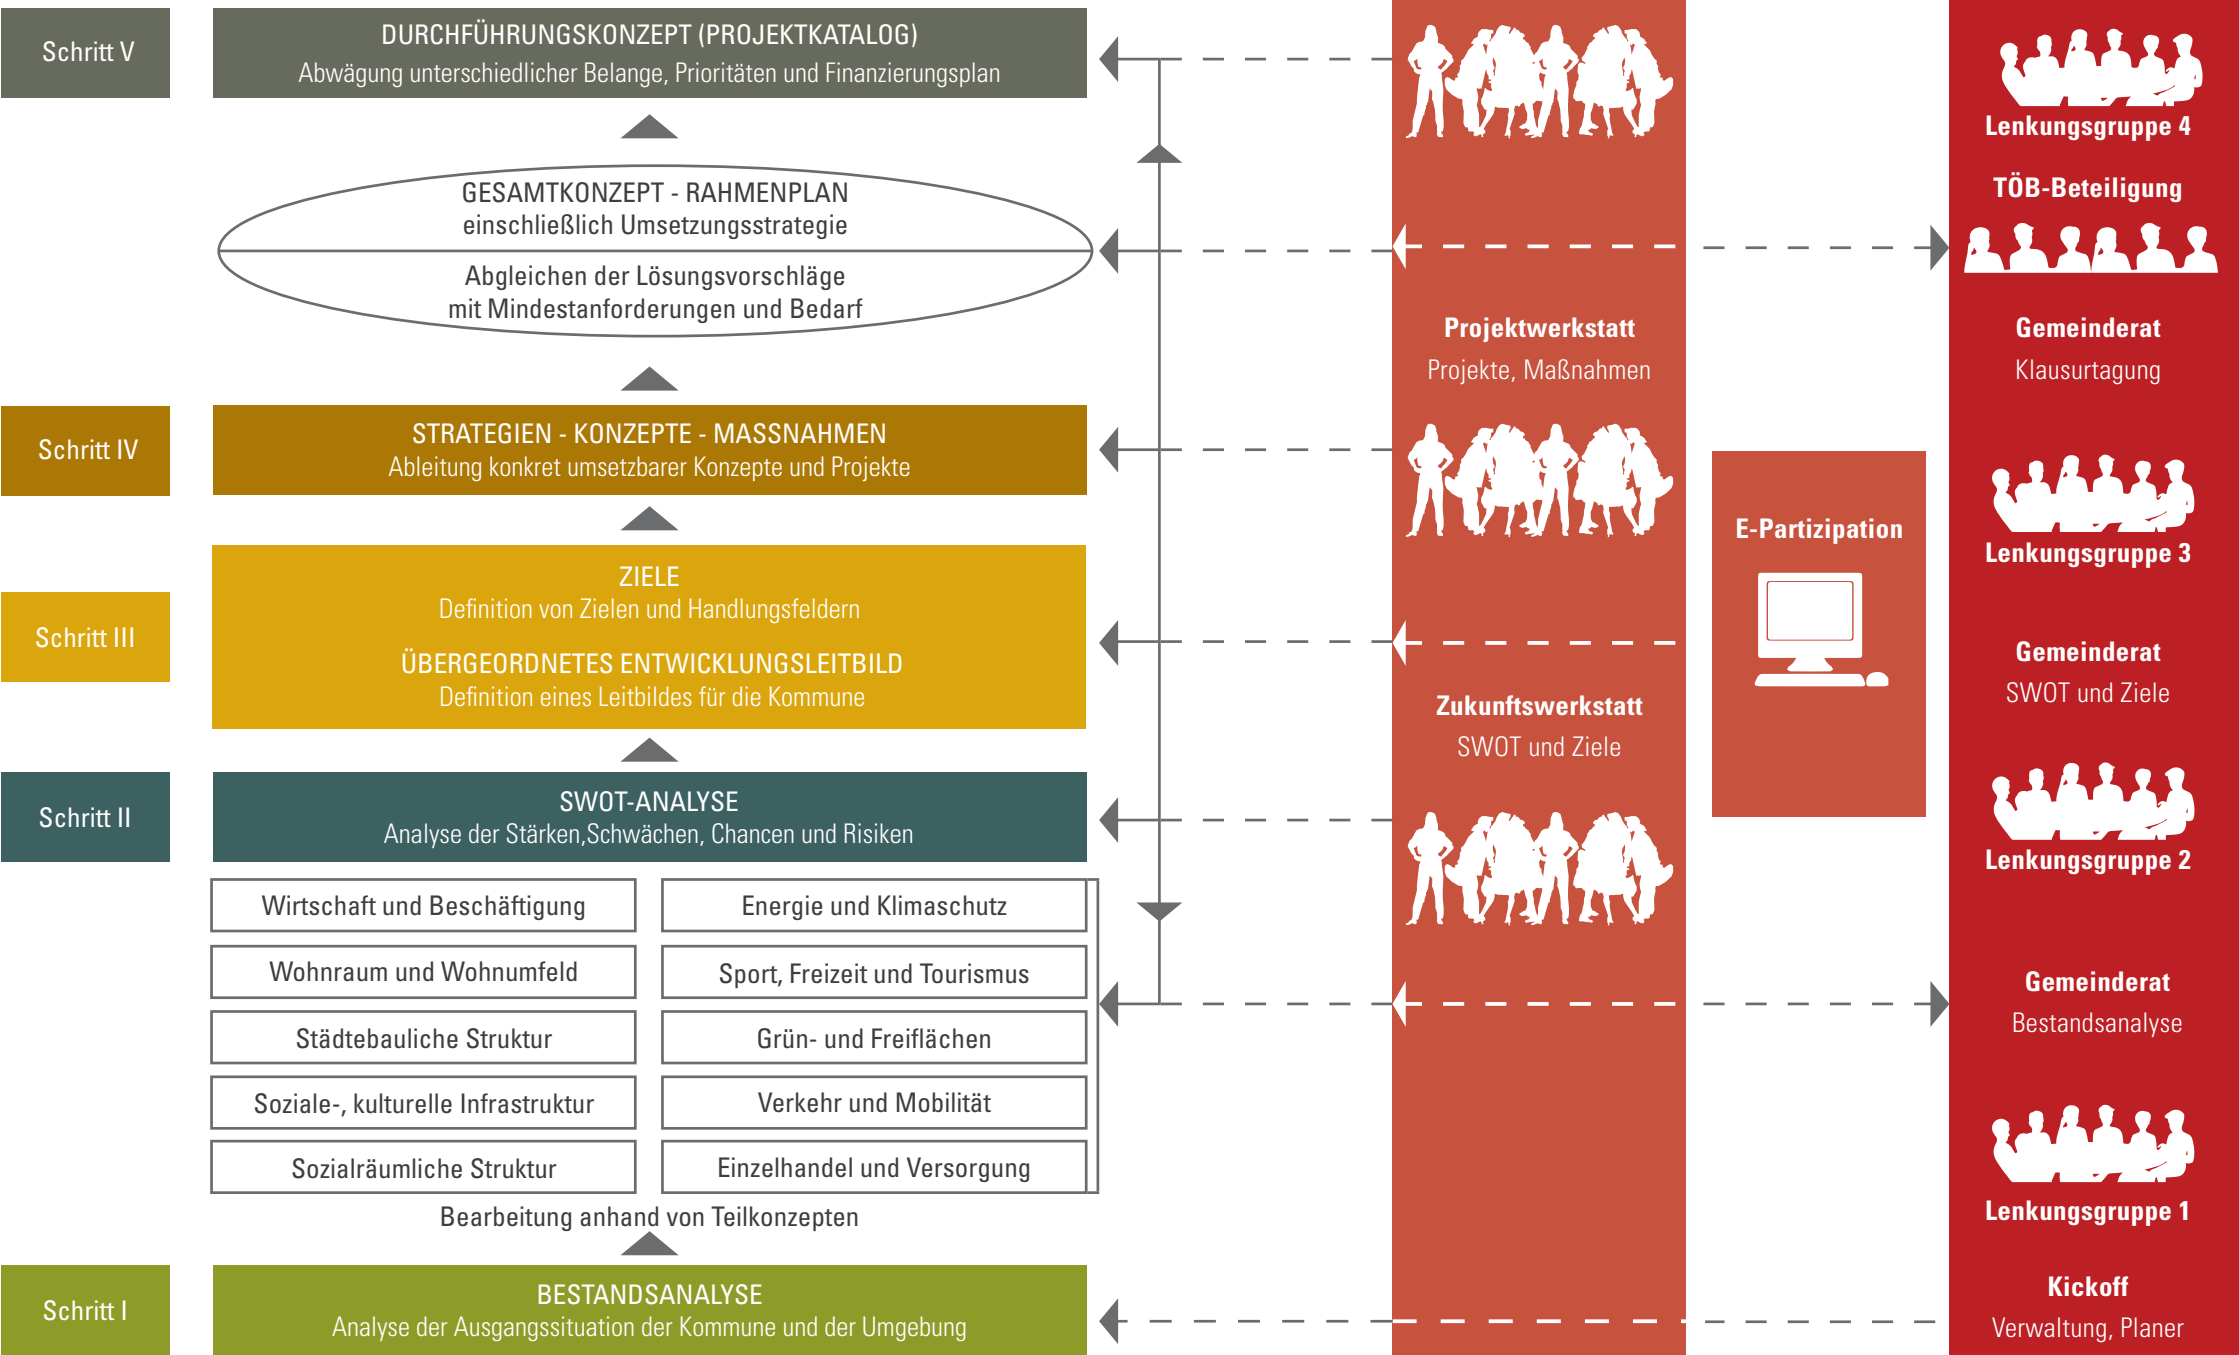 Schritt V
DURCHFÜHRUNGSKONZEPT (PROJEKTKATALOG)
Abwägung unterschiedlicher Belange, Prioritäten und Finanzierungsplan
GESAMTKONZEPT - RAHMENPLAN
einschließlich Umsetzungsstrategie
Abgleichen der Lösungsvorschläge
mit Mindestanforderungen und Bedarf
Schritt IV
STRATEGIEN - KONZEPTE - MASSNAHMEN
Ableitung konkret umsetzbarer Konzepte und Projekte
Schritt III
ZIELE
Definition von Zielen und Handlungsfeldern
ÜBERGEORDNETES ENTWICKLUNGSLEITBILD
Definition eines Leitbildes für die Kommune
Schritt II
SWOT-ANALYSE
Analyse der Stärken,Schwächen, Chancen und Risiken
Wirtschaft und Beschäftigung
Energie und Klimaschutz
Wohnraum und Wohnumfeld
Sport, Freizeit und Tourismus
Städtebauliche Struktur
Grün- und Freiflächen
Soziale-, kulturelle Infrastruktur
Verkehr und Mobilität
Sozialräumliche Struktur
Einzelhandel und Versorgung
Bearbeitung anhand von Teilkonzepten
Schritt I
BESTANDSANALYSE
Analyse der Ausgangssituation der Kommune und der Umgebung
Projektwerkstatt
Projekte, Maßnahmen
Zukunftswerkstatt
SWOT und Ziele
E-Partizipation
Lenkungsgruppe 4
TÖB-Beteiligung
Gemeinderat
Klausurtagung
Lenkungsgruppe 3
Gemeinderat
SWOT und Ziele
Lenkungsgruppe 2
Gemeinderat
Bestandsanalyse
Lenkungsgruppe 1
Kickoff
Verwaltung, Planer